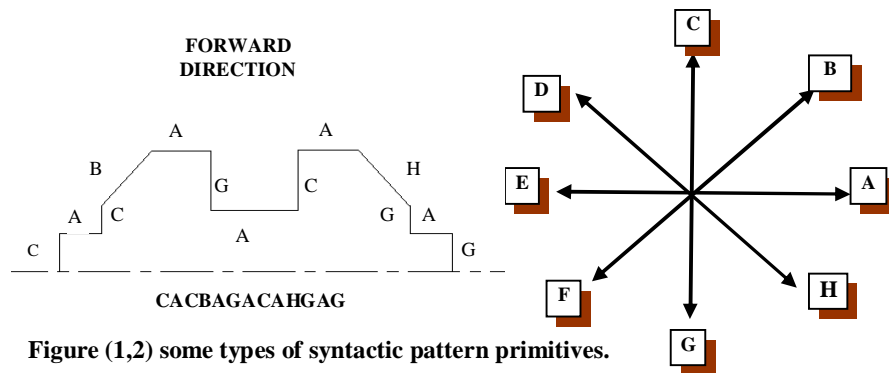 FORWARD
DIRECTION
C
A
C
B
A
G
A
C
A
H
G
A
G
CACBAGACAHGAG
C
B
D
A
E
H
F
G
Figure (1,2) some types of syntactic pattern primitives.